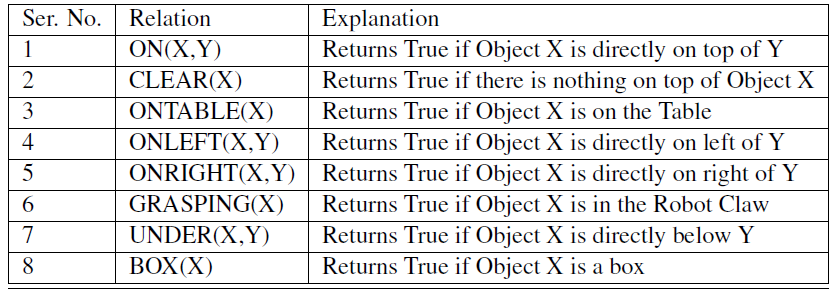 Ser. No. Relation Explanation
1 ON(X,Y) Returns True if Object X is directly on top of Y
2 CLEAR(X) Returns True if there is nothing on top of Object X
3 ONTABLE(X) Returns True if Object X is on the Table
4 ONLEFT(X,Y) Returns True if Object X is directly on left of Y
5 ONRIGHT(X,Y) Returns True if Object X is directly on right of Y
6 GRASPING(X) Returns True if Object X is in the Robot Claw
7 UNDER(X,Y) Returns True if Object X is directly below Y
8 BOX(X) Returns True if Object X is a box